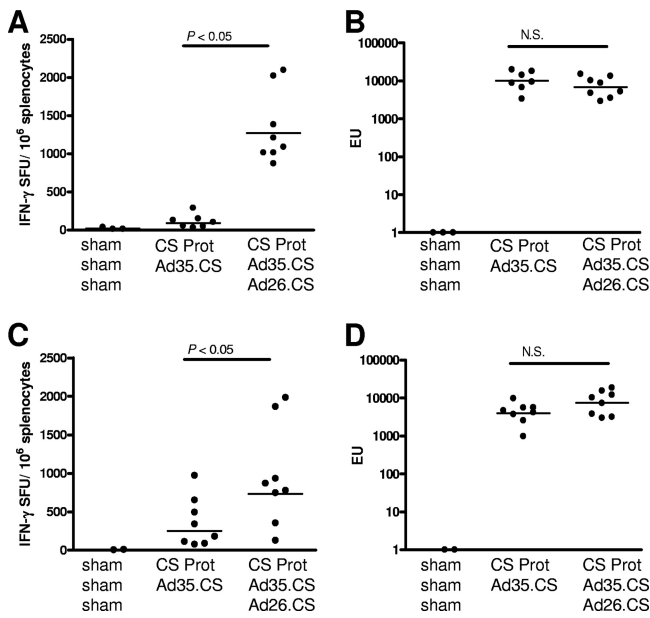 A
P < 0.05
IFN-γ SFU/ 10⁶ splenocytes
2500
2000
1500
1000
500
0
sham
sham
sham
CS Prot
Ad35.CS
CS Prot
Ad35.CS
Ad26.CS
B
N.S.
EU
100000
10000
1000
100
10
1
sham
sham
sham
CS Prot
Ad35.CS
CS Prot
Ad35.CS
Ad26.CS
C
P < 0.05
IFN-γ SFU/ 10⁶ splenocytes
2500
2000
1500
1000
500
0
sham
sham
sham
CS Prot
Ad35.CS
CS Prot
Ad35.CS
Ad26.CS
D
N.S.
EU
100000
10000
1000
100
10
1
sham
sham
sham
CS Prot
Ad35.CS
CS Prot
Ad35.CS
Ad26.CS